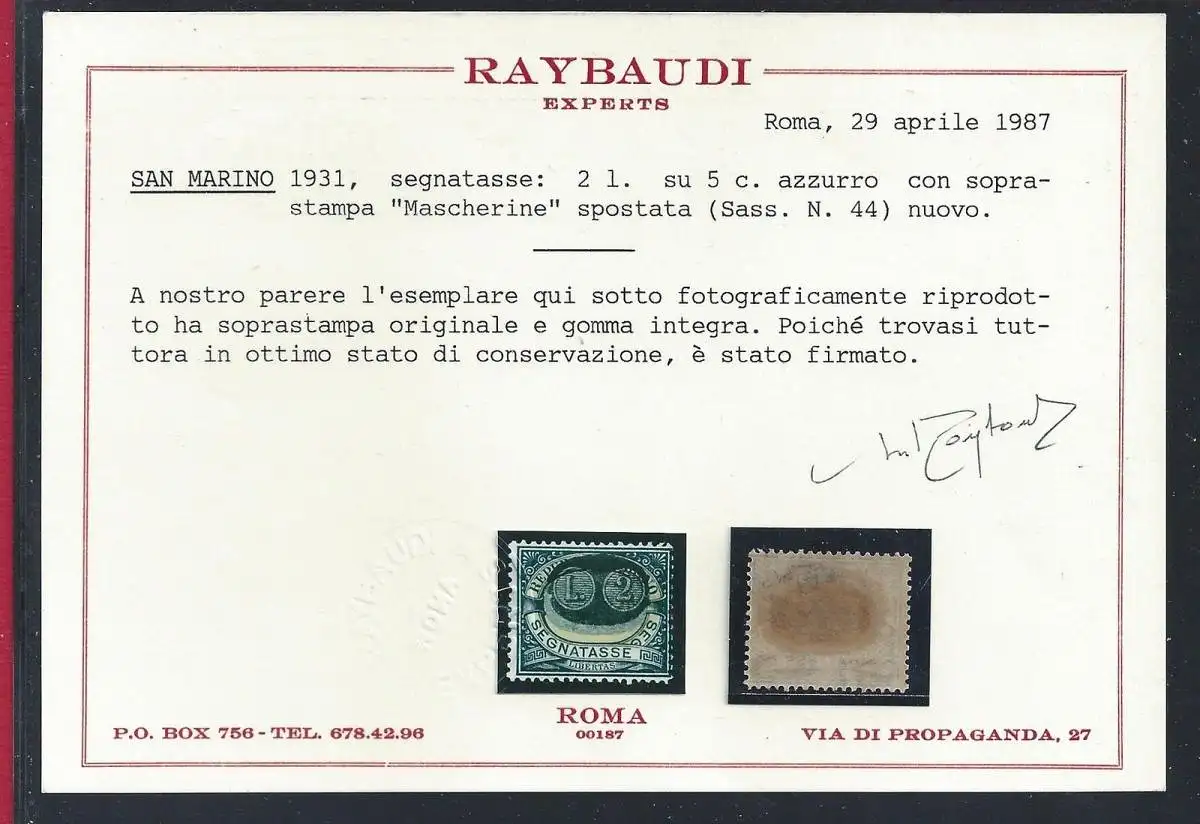 RAYBAUDI
EXPERTS
Roma, 29 aprile 1987
SAN MARINO 1931, segnatasse: 2 l. su 5 c. azzurro con sopra-
stampa "Mascherine" spostata (Sass. N. 44) nuovo.
A nostro parere l'esemplare qui sotto fotograficamente riprodot-
to ha soprastampa originale e gomma integra. Poiché trovasi tut-
tora in ottimo stato di conservazione, è stato firmato.
L. 2
SEGNATASSE
LIBERTAS
ROMA
00187
P.O. BOX 756 - TEL. 678.42.96
VIA DI PROPAGANDA, 27